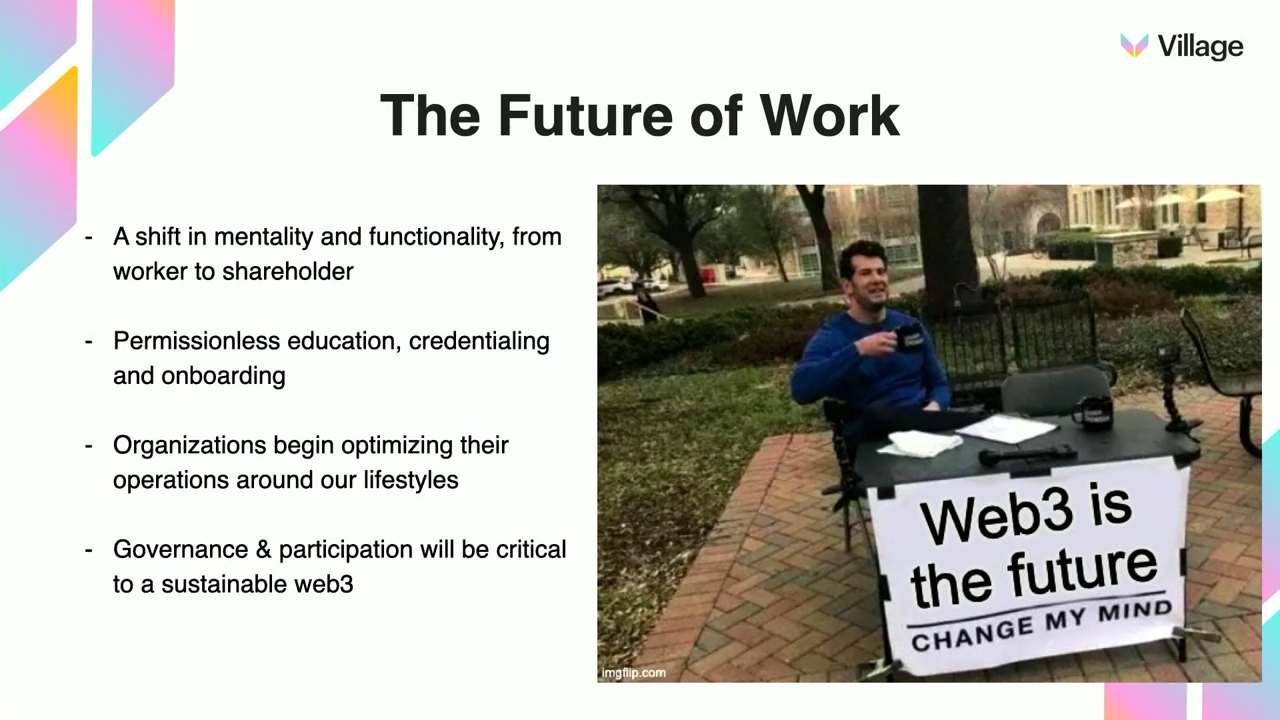 Village
The Future of Work
- A shift in mentality and functionality, from
worker to shareholder
- Permissionless education, credentialing
and onboarding
- Organizations begin optimizing their
operations around our lifestyles
- Governance & participation will be critical
to a sustainable web3
Web3 is
the future
CHANGE MY MIND
imgflip.com